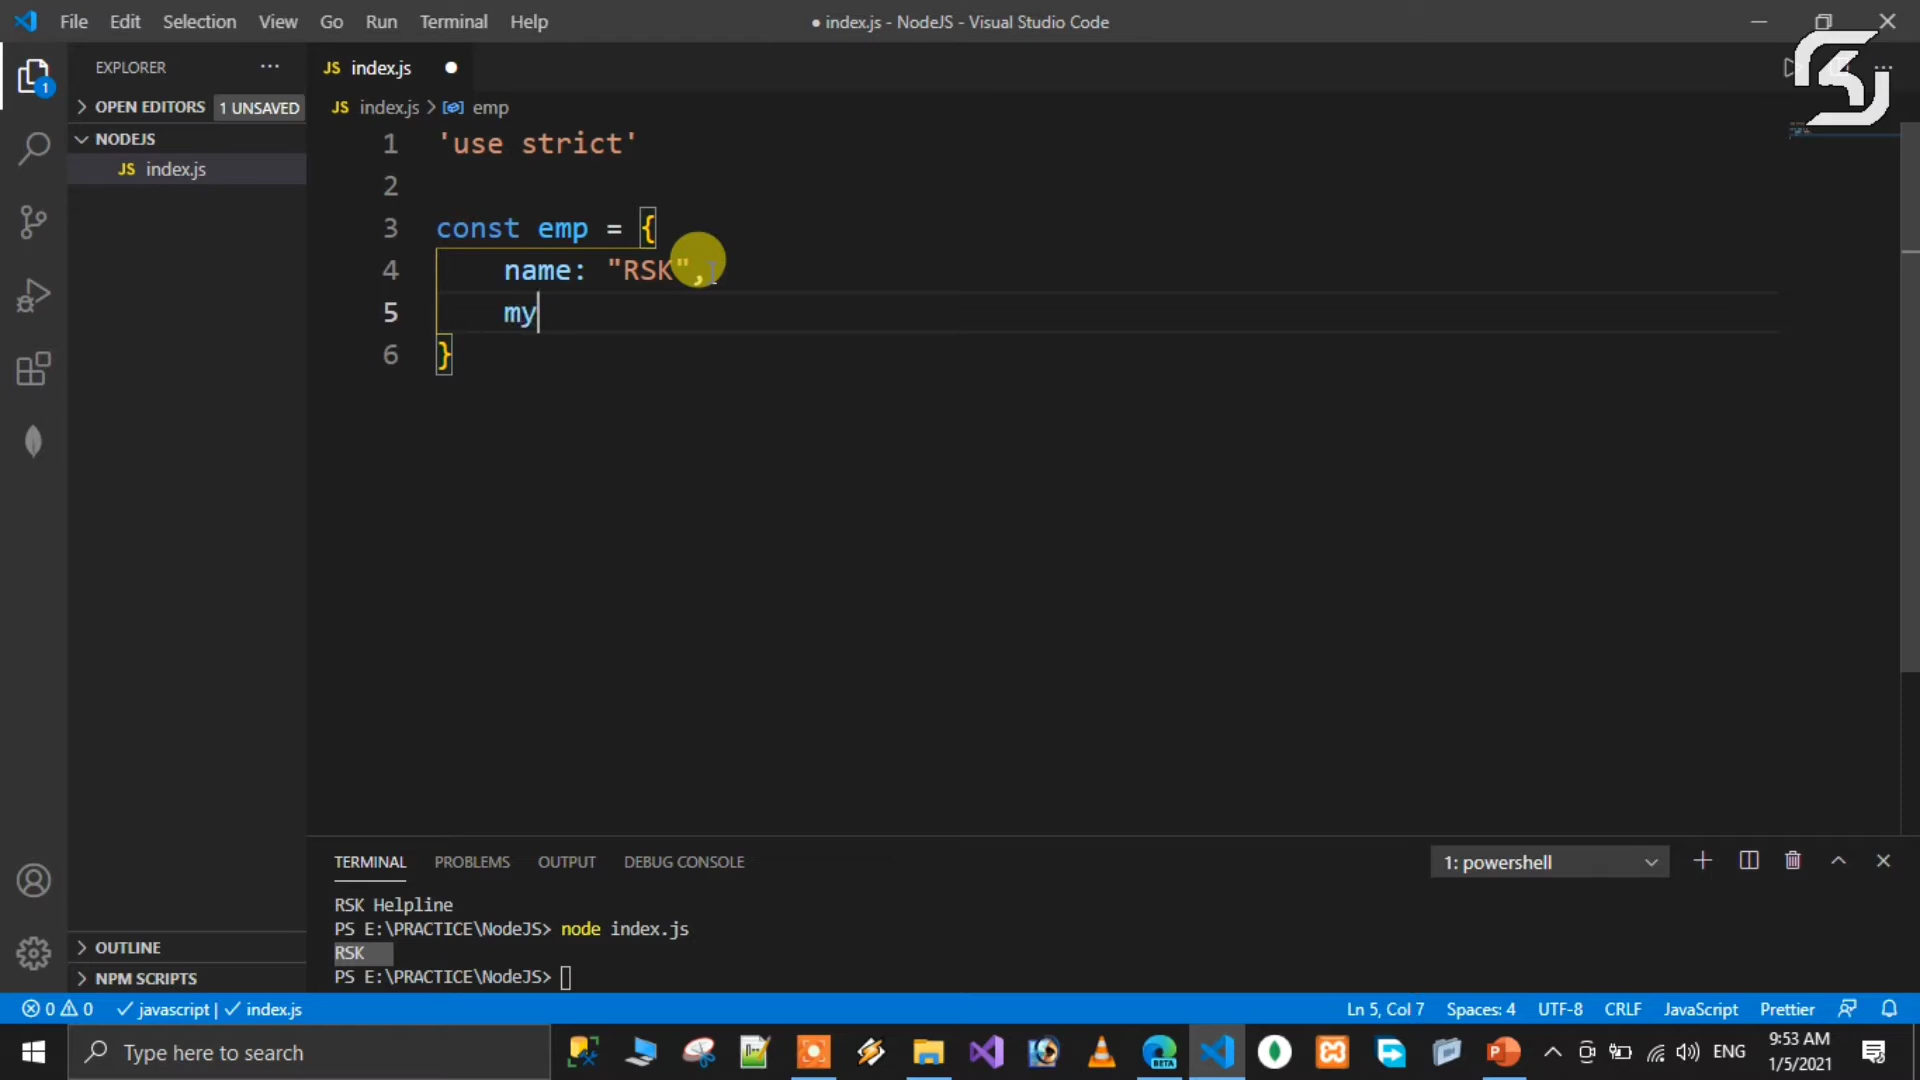 File Edit Selection View Go Run Terminal Help
● index.js - NodeJS - Visual Studio Code
EXPLORER
OPEN EDITORS 1 UNSAVED
NODEJS
JS index.js
JS index.js
JS index.js > emp
1 'use strict'
2
3 const emp = {
4 name: "RSK",
5 my
6 }
TERMINAL PROBLEMS OUTPUT DEBUG CONSOLE
1: powershell
RSK Helpline
PS E:\PRACTICE\NodeJS> node index.js
RSK
PS E:\PRACTICE\NodeJS>
OUTLINE
NPM SCRIPTS
1
0 0 javascript | index.js
Ln 5, Col 7 Spaces: 4 UTF-8 CRLF JavaScript Prettier
Type here to search
BETA
ENG
9:53 AM
1/5/2021